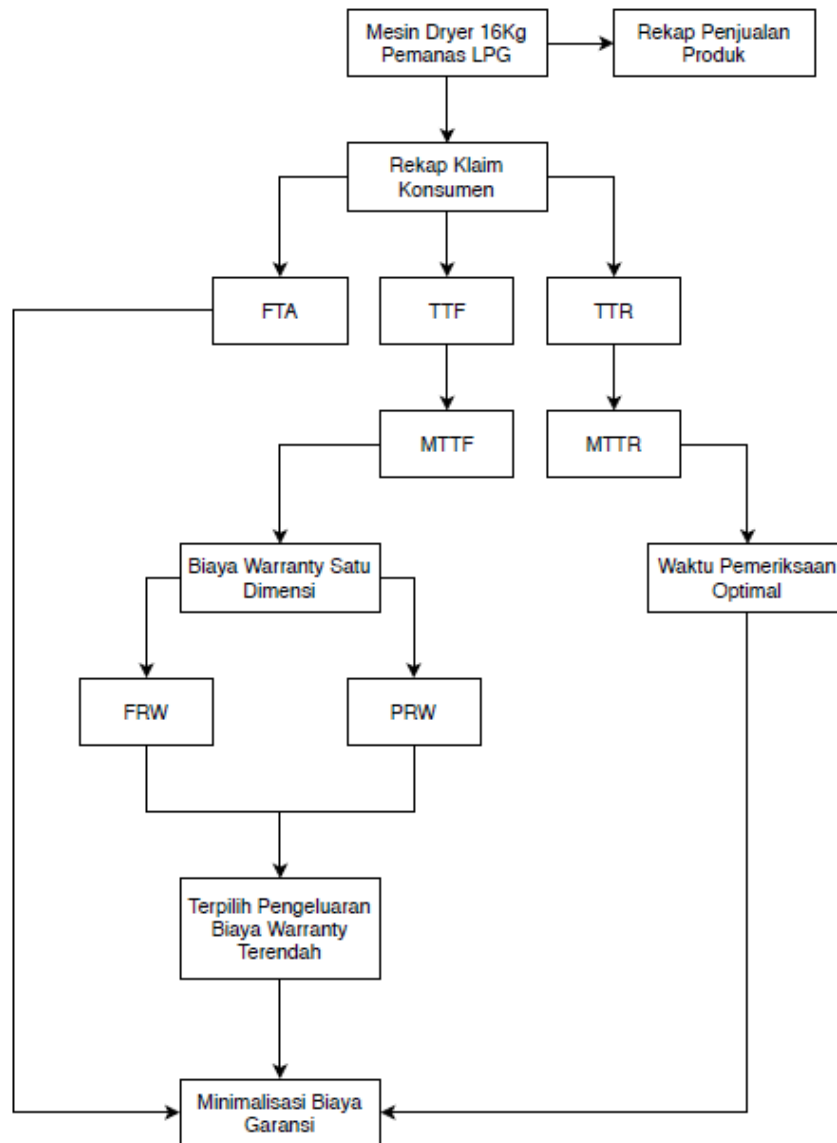 Mesin Dryer 16Kg
Pemanas LPG
Rekap Penjualan
Produk
Rekap Klaim
Konsumen
FTA
TTF
TTR
MTTF
MTTR
Biaya Warranty Satu
Dimensi
Waktu Pemeriksaan
Optimal
FRW
PRW
Terpilih Pengeluaran
Biaya Warranty
Terendah
Minimalisasi Biaya
Garansi